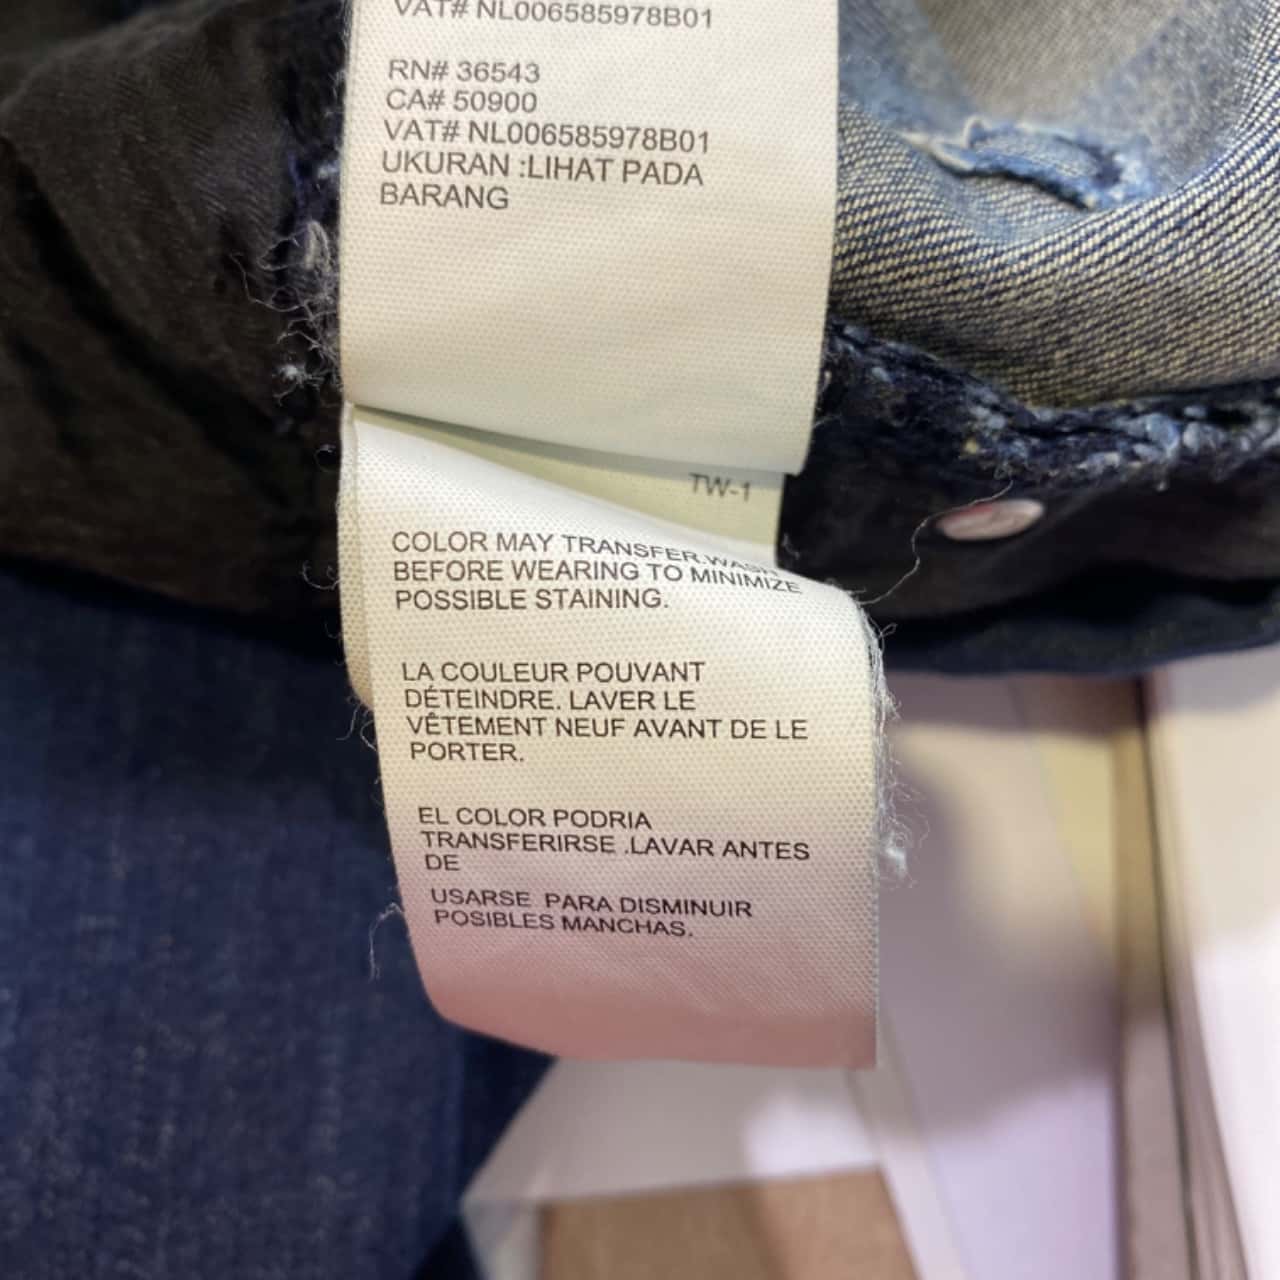 VAT# NL006585978B01
RN# 36543
CA# 50900
VAT# NL006585978B01
UKURAN :LIHAT PADA
BARANG
TW-1
COLOR MAY TRANSFER.WASH
BEFORE WEARING TO MINIMIZE
POSSIBLE STAINING.
LA COULEUR POUVANT
DÉTEINDRE. LAVER LE
VÊTEMENT NEUF AVANT DE LE
PORTER.
EL COLOR PODRIA
TRANSFERIRSE .LAVAR ANTES
DE
USARSE PARA DISMINUIR
POSIBLES MANCHAS.